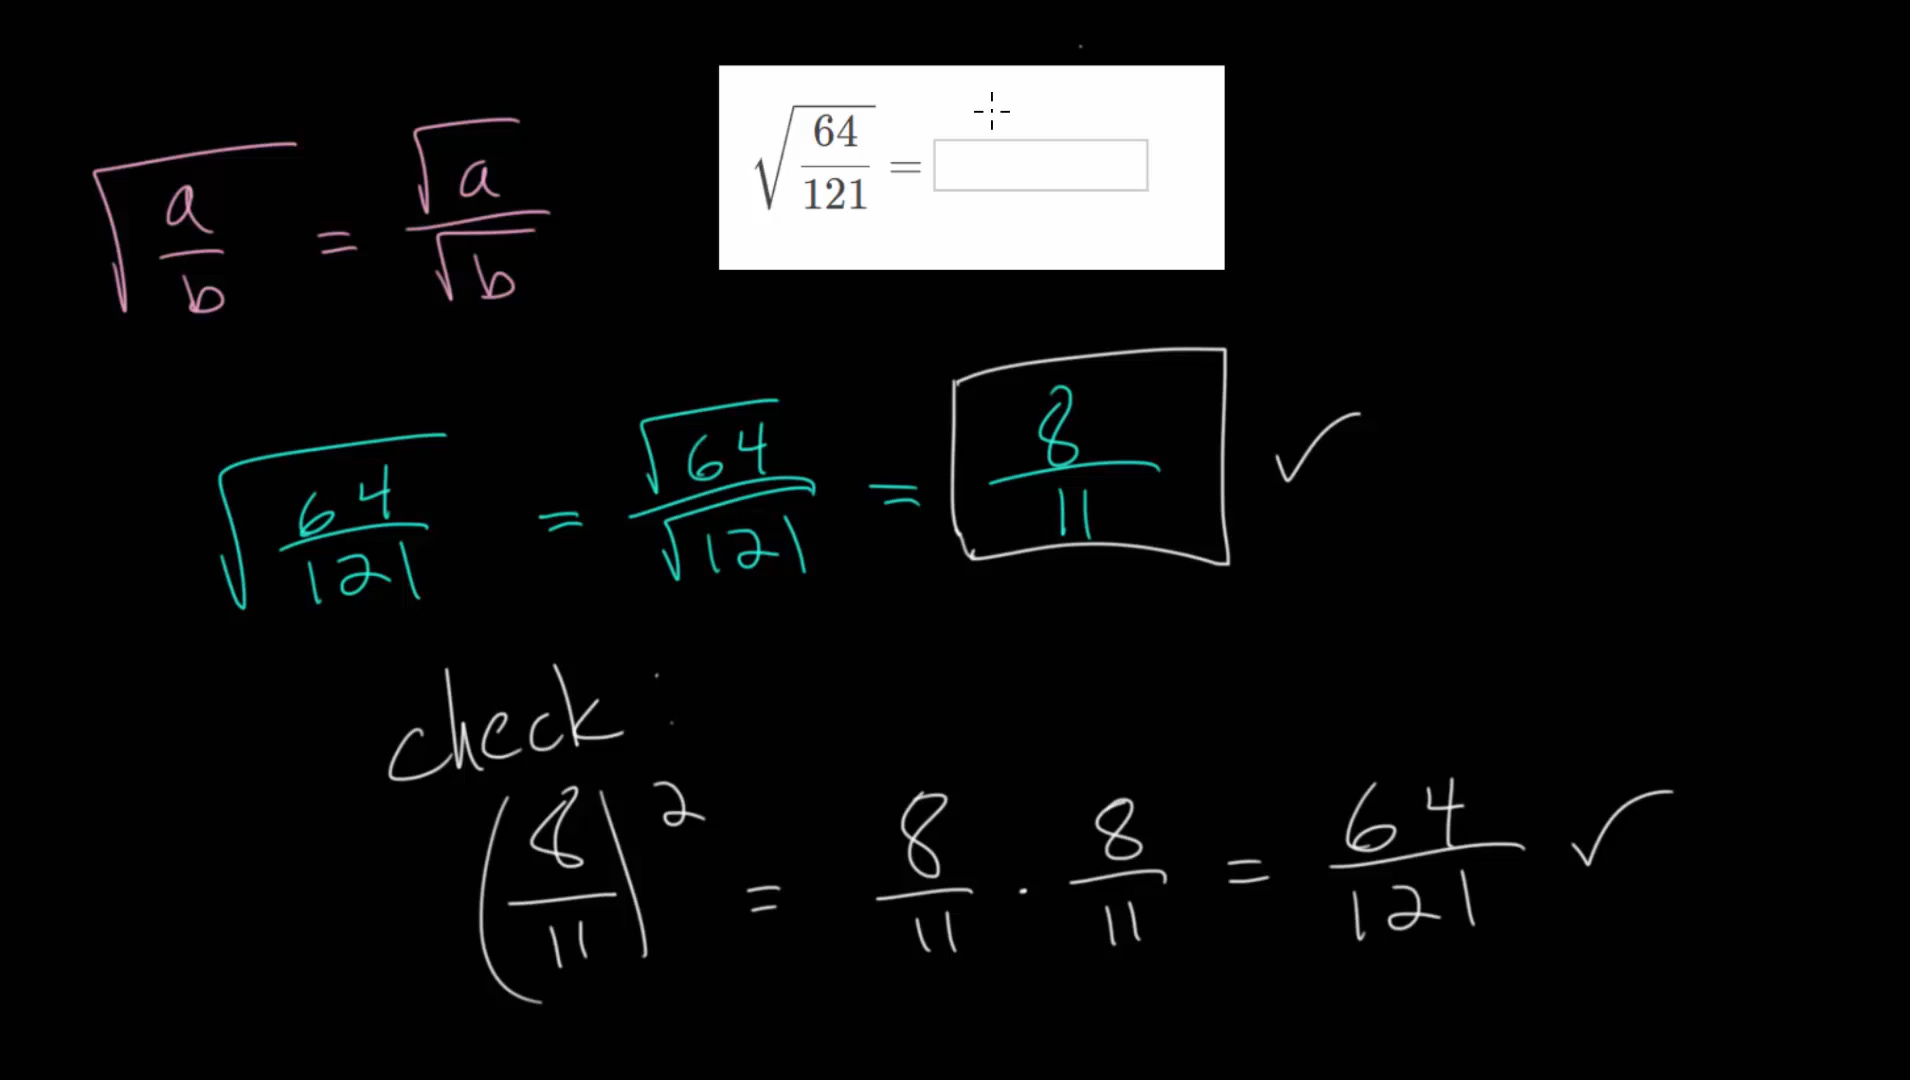 √(64/121) =
√(a/b) = √a/√b
√(64/121) = √64/√121 = 8/11 ✓
check:
(8/11)² = 8/11 · 8/11 = 64/121 ✓